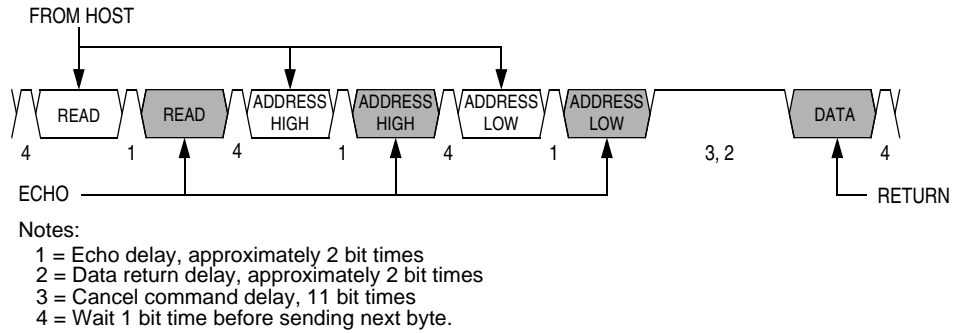 FROM HOST
READ
READ
ADDRESS
HIGH
ADDRESS
HIGH
ADDRESS
LOW
ADDRESS
LOW
DATA
4 1 4 1 4 1 3, 2 4
ECHO
RETURN
Notes:
1 = Echo delay, approximately 2 bit times
2 = Data return delay, approximately 2 bit times
3 = Cancel command delay, 11 bit times
4 = Wait 1 bit time before sending next byte.